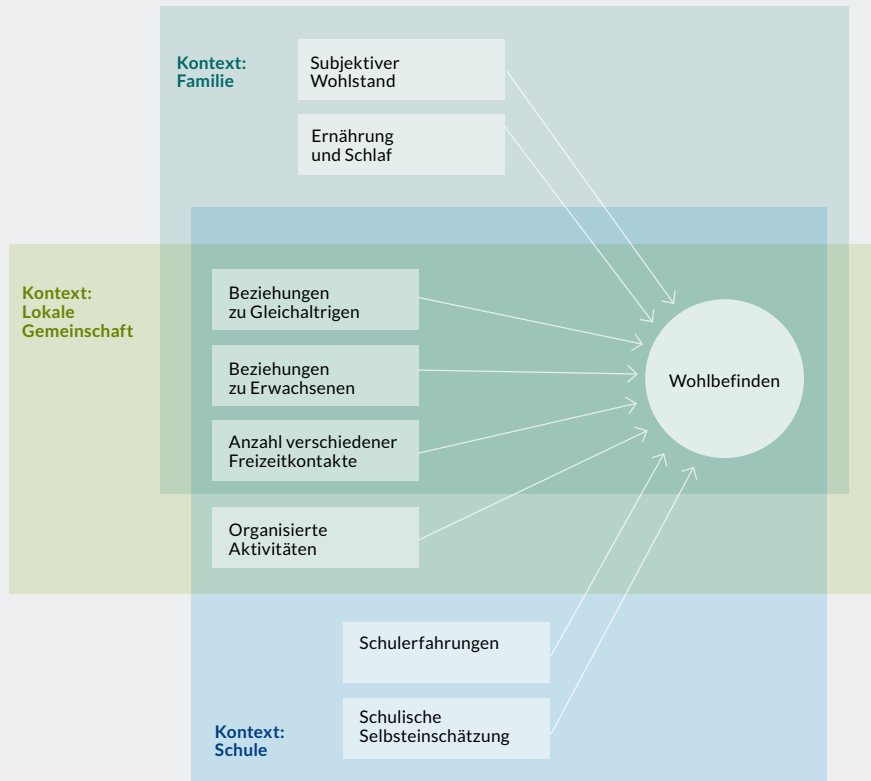 Kontext:
Familie
Subjektiver
Wohlstand
Ernährung
und Schlaf
Kontext:
Lokale
Gemeinschaft
Beziehungen
zu Gleichaltrigen
Beziehungen
zu Erwachsenen
Anzahl verschiedener
Freizeitkontakte
Organisierte
Aktivitäten
Wohlbefinden
Schulerfahrungen
Schulische
Selbsteinschätzung
Kontext:
Schule